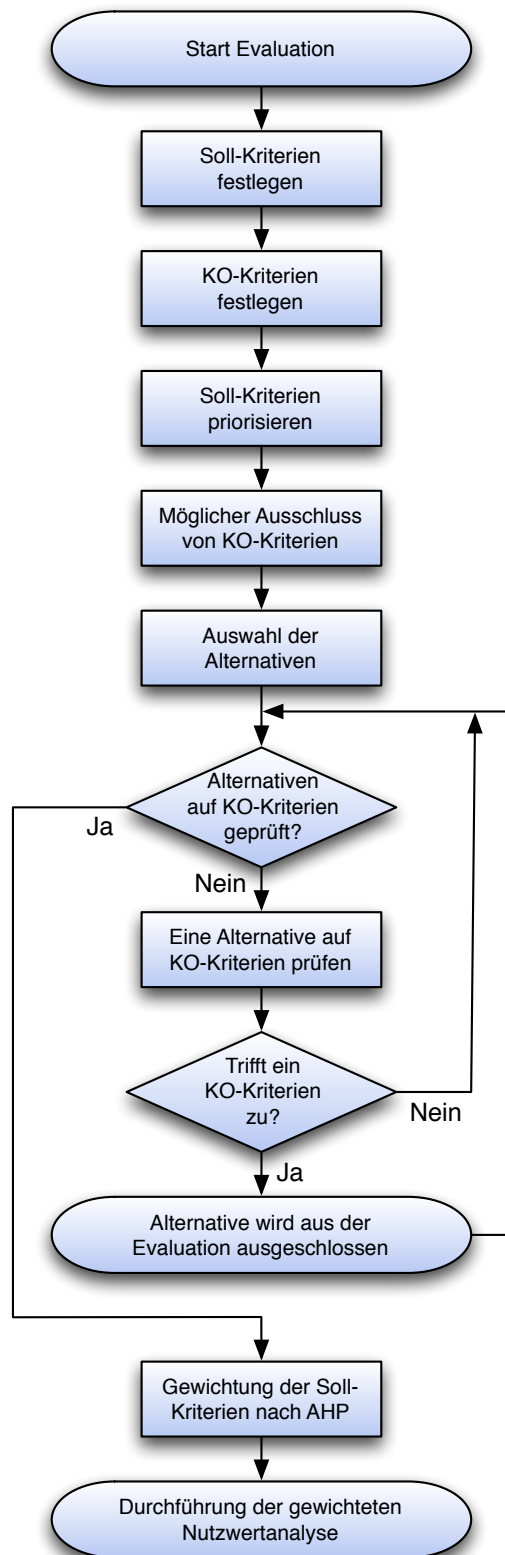 Start Evaluation
Soll-Kriterien
festlegen
KO-Kriterien
festlegen
Soll-Kriterien
priorisieren
Möglicher Ausschluss
von KO-Kriterien
Auswahl der
Alternativen
Alternativen
auf KO-Kriterien
geprüft?
Ja
Nein
Eine Alternative auf
KO-Kriterien prüfen
Trifft ein
KO-Kriterien
zu?
Nein
Ja
Alternative wird aus der
Evaluation ausgeschlossen
Gewichtung der Soll-
Kriterien nach AHP
Durchführung der gewichteten
Nutzwertanalyse